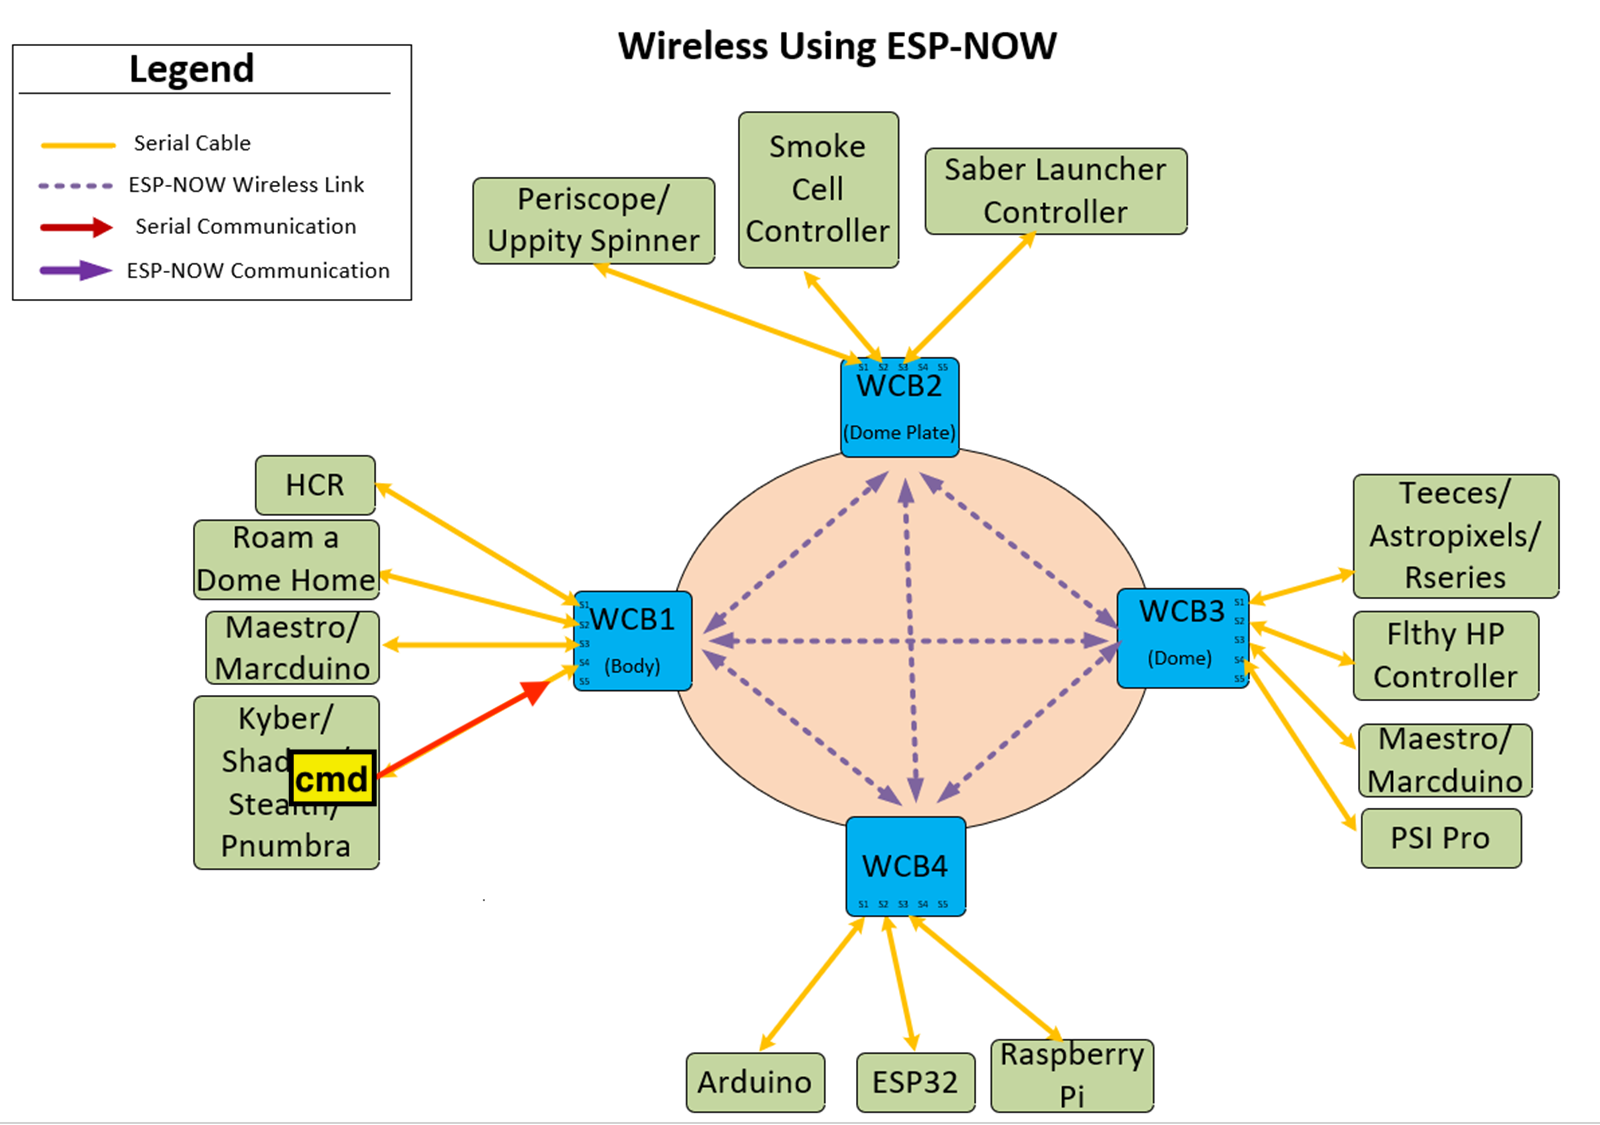 Wireless Using ESP-NOW
Legend
Serial Cable
ESP-NOW Wireless Link
Serial Communication
ESP-NOW Communication
Periscope/
Uppity Spinner
Smoke
Cell
Controller
Saber Launcher
Controller
S1 S2 S3 S4 S5
WCB2
(Dome Plate)
HCR
Roam a
Dome Home
Maestro/
Marcduino
Kyber/
cmd
Pnumbra
S1
S2
S3
S4
S5
WCB1
(Body)
WCB3
(Dome)
S1
S2
S3
S4
S5
Teeces/
Astropixels/
Rseries
Flthy HP
Controller
Maestro/
Marcduino
PSI Pro
WCB4
S1 S2 S3 S4 S5
Arduino
ESP32
Raspberry
Pi